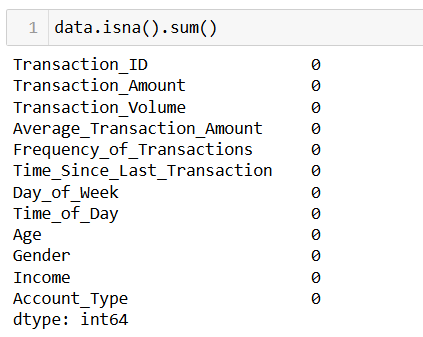 1 data.isna().sum()
Transaction_ID 0
Transaction_Amount 0
Transaction_Volume 0
Average_Transaction_Amount 0
Frequency_of_Transactions 0
Time_Since_Last_Transaction 0
Day_of_Week 0
Time_of_Day 0
Age 0
Gender 0
Income 0
Account_Type 0
dtype: int64